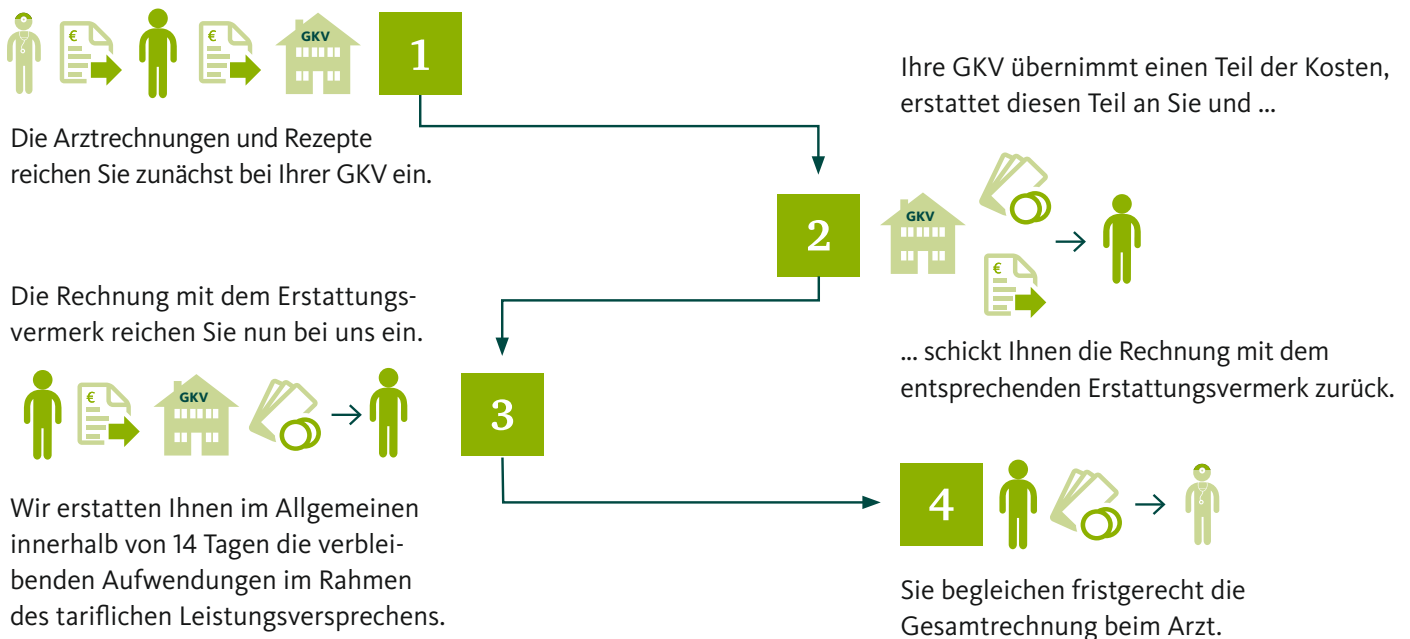 €
€
GKV
1
Die Arztrechnungen und Rezepte
reichen Sie zunächst bei Ihrer GKV ein.
Ihre GKV übernimmt einen Teil der Kosten,
erstattet diesen Teil an Sie und ...
2
GKV
€
... schickt Ihnen die Rechnung mit dem
entsprechenden Erstattungsvermerk zurück.
Die Rechnung mit dem Erstattungs-
vermerk reichen Sie nun bei uns ein.
€
GKV
3
Wir erstatten Ihnen im Allgemeinen
innerhalb von 14 Tagen die verblei-
benden Aufwendungen im Rahmen
des tariflichen Leistungsversprechens.
4
Sie begleichen fristgerecht die
Gesamtrechnung beim Arzt.